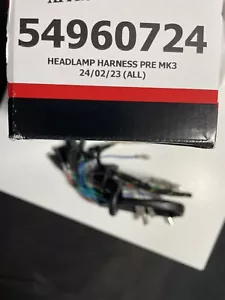 54960724
HEADLAMP HARNESS PRE MK3
24/02/23 (ALL)